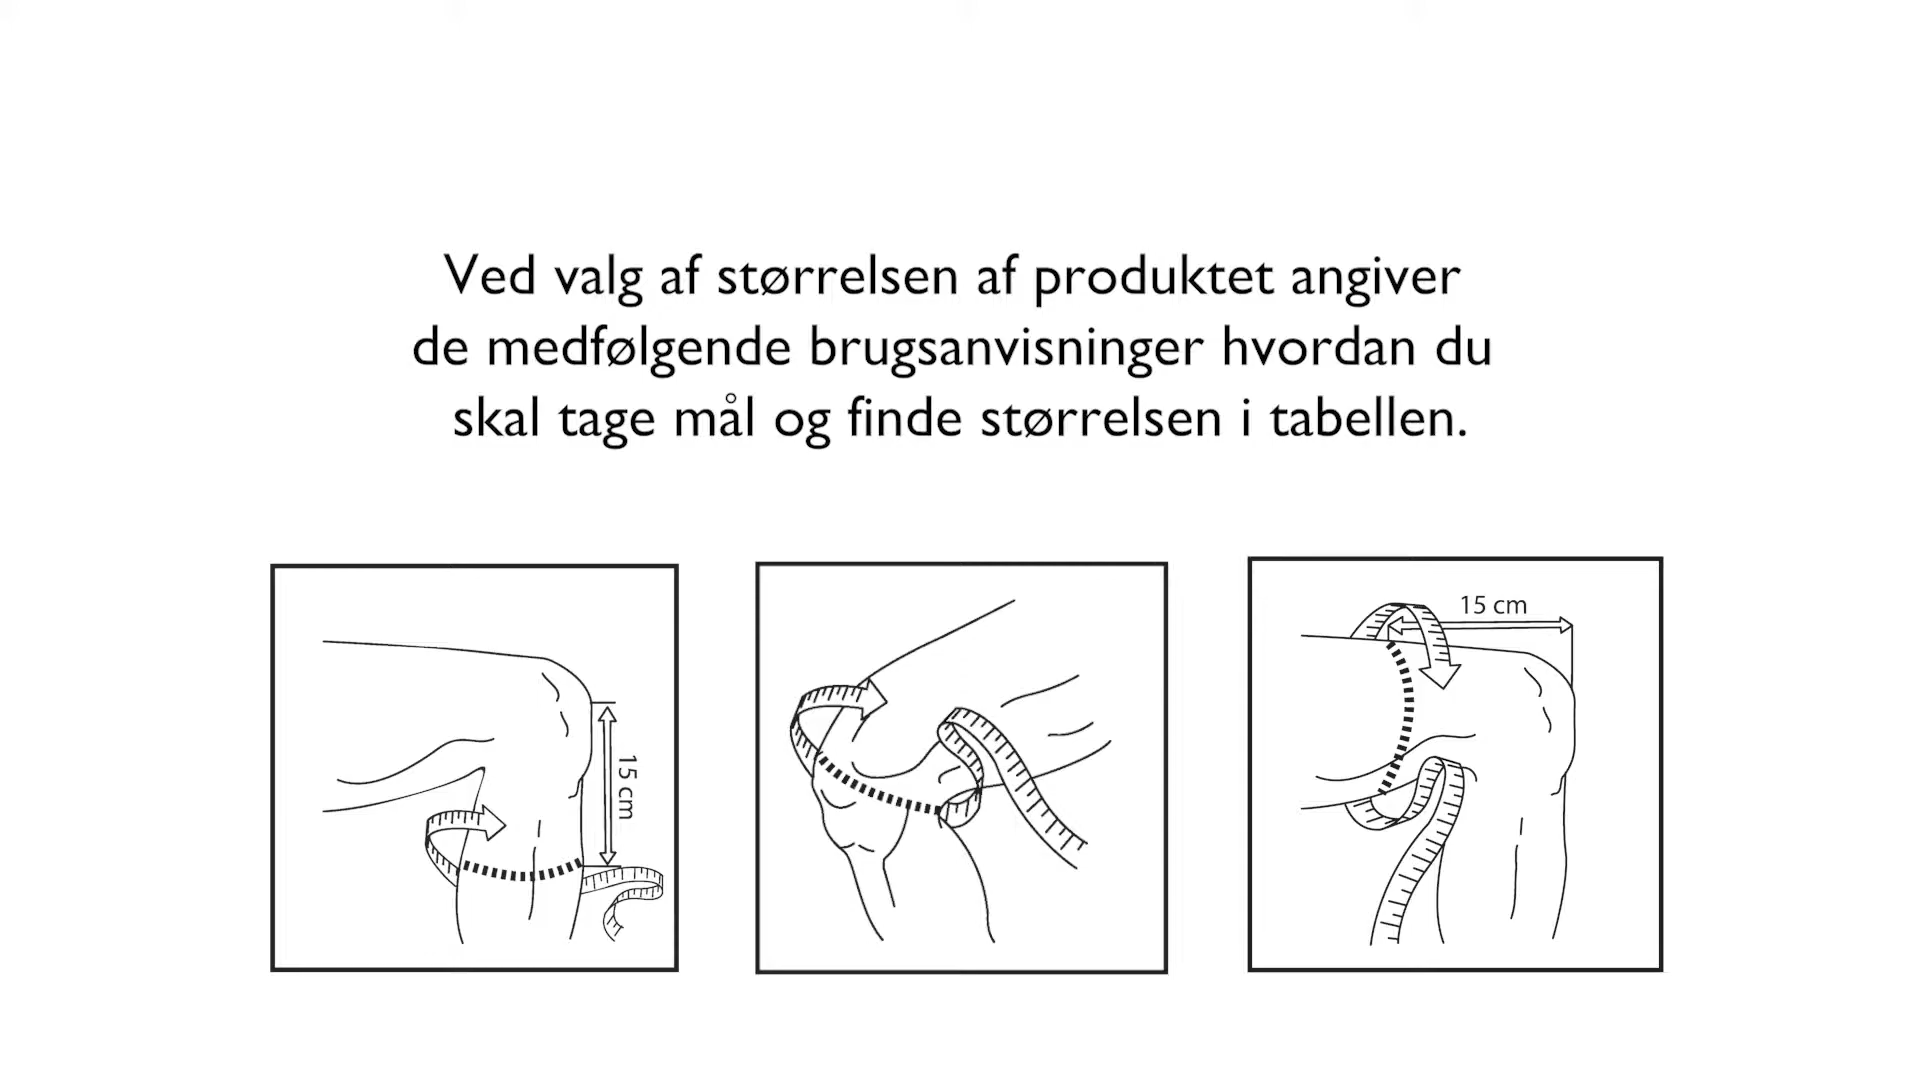 Ved valg af størrelsen af produktet angiver
de medfølgende brugsanvisninger hvordan du
skal tage mål og finde størrelsen i tabellen.
15 cm
15 cm